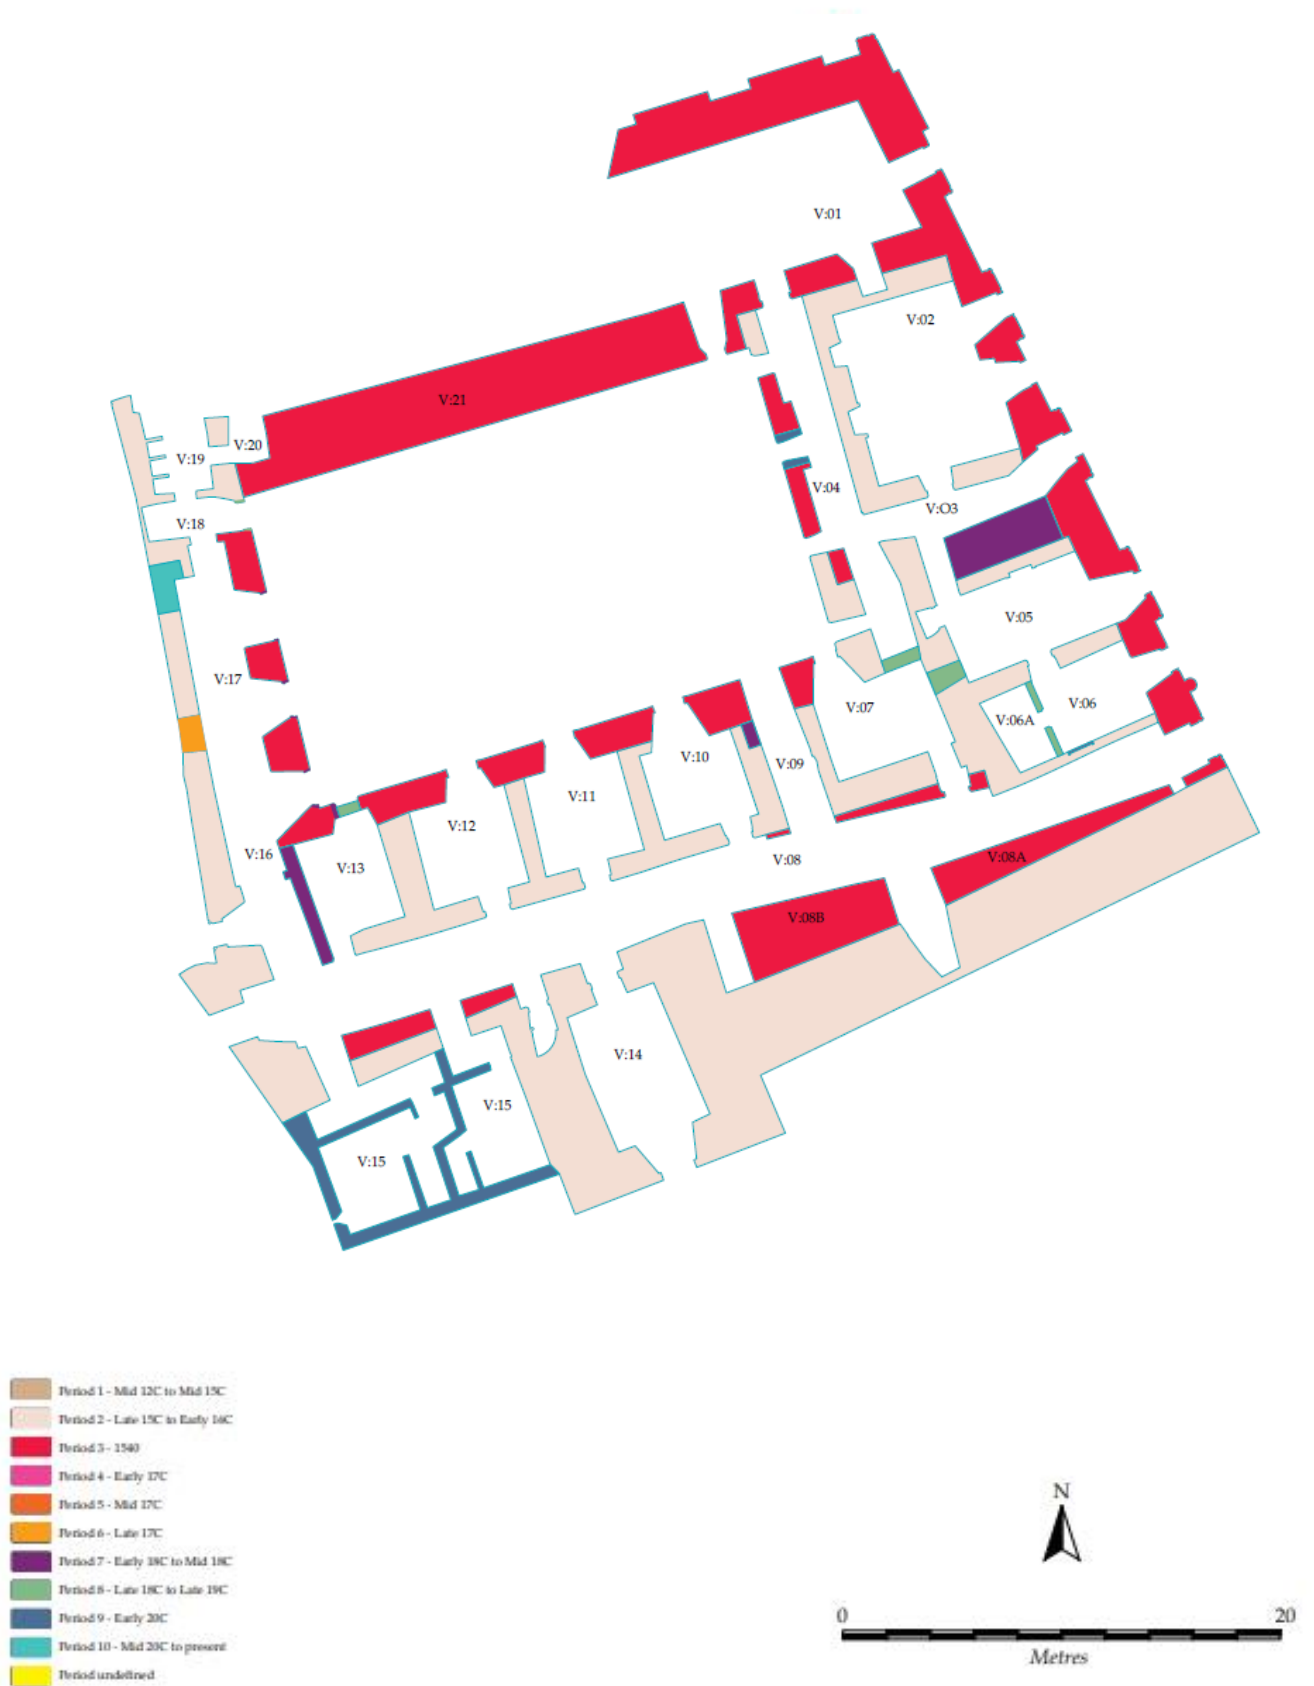 V:01
V:02
V:21
V:20
V:19
V:04
V:O3
V:18
V:05
V:17
V:06
V:07
V:06A
V:10
V:09
V:11
V:12
V:16
V:13
V:08
V:08A
V:08B
V:14
V:15
V:15
Period 1 - Mid 12C to Mid 15C
Period 2 - Late 15C to Early 16C
Period 3 - 1540
Period 4 - Early 17C
Period 5 - Mid 17C
Period 6 - Late 17C
Period 7 - Early 18C to Mid 18C
Period 8 - Late 18C to Late 19C
Period 9 - Early 20C
Period 10 - Mid 20C to present
Period undefined
N
0 20
Metres